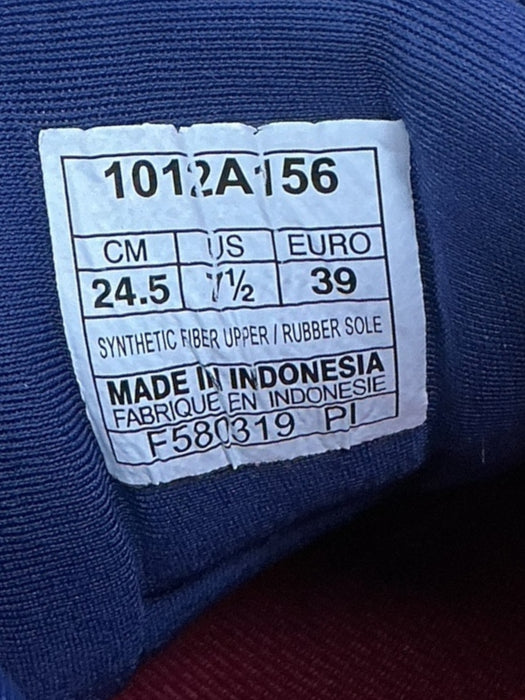 1012A156
CM US EURO
24.5 7½ 39
SYNTHETIC FIBER UPPER / RUBBER SOLE
MADE IN INDONESIA
FABRIQUE EN INDONESIE
F580319 PI